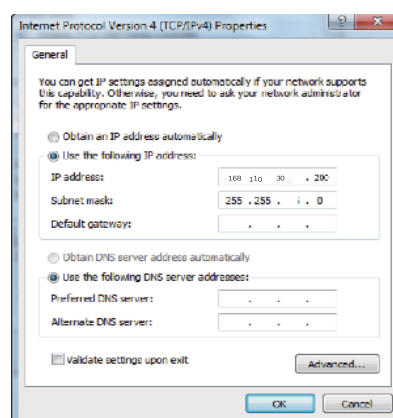 Internet Protocol Version 4 (TCP/IPv4) Properties
General
You can get IP settings assigned automatically if your network supports
this capability. Otherwise, you need to ask your network administrator
for the appropriate IP settings.
Obtain an IP address automatically
Use the following IP address:
IP address: 168 110 30 . 200
Subnet mask: 255 .255 . . 0
Default gateway: . . .
Obtain DNS server address automatically
Use the following DNS server addresses:
Preferred DNS server: . . .
Alternate DNS server: . . .
Validate settings upon exit
Advanced...
OK Cancel